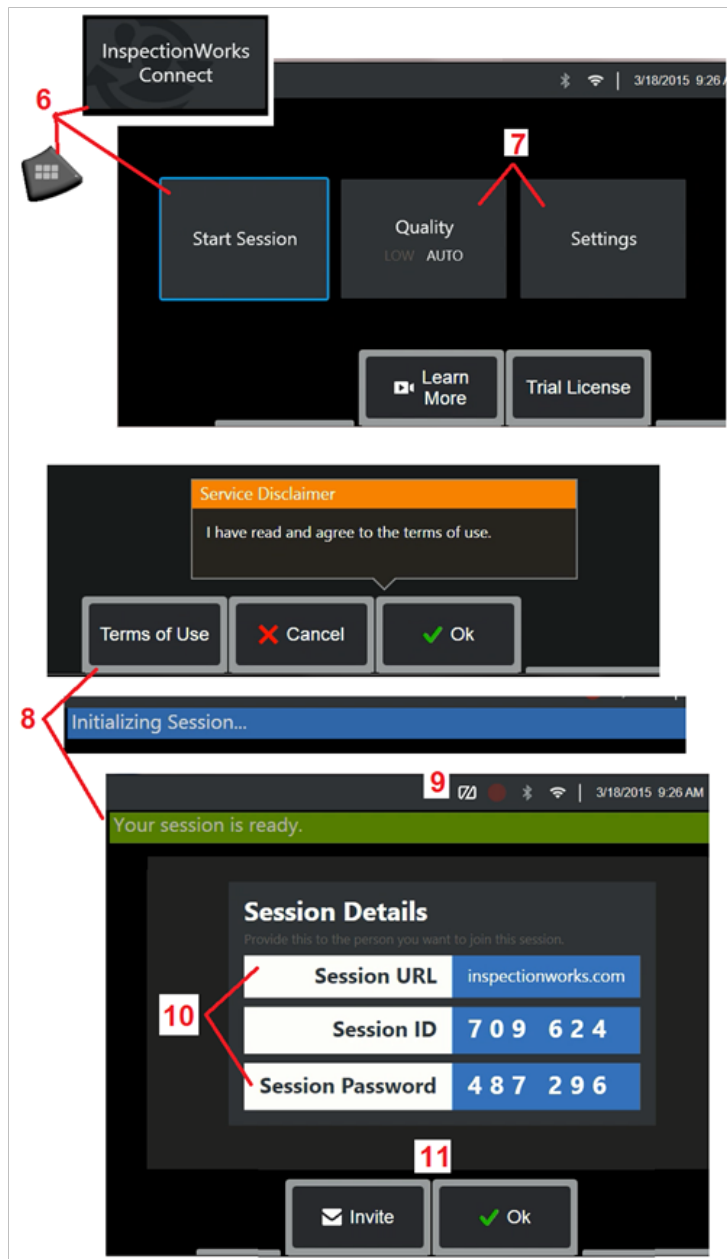 InspectionWorks
Connect
6
3/18/2015 9:26 A
7
Start Session
Quality
LOW AUTO
Settings
Learn
More
Trial License
Service Disclaimer
I have read and agree to the terms of use.
Terms of Use
Cancel
Ok
8
Initializing Session...
9
3/18/2015 9:26 AM
Your session is ready.
Session Details
Provide this to the person you want to join this session.
Session URL
inspectionworks.com
10
Session ID
709 624
Session Password
487 296
11
Invite
Ok